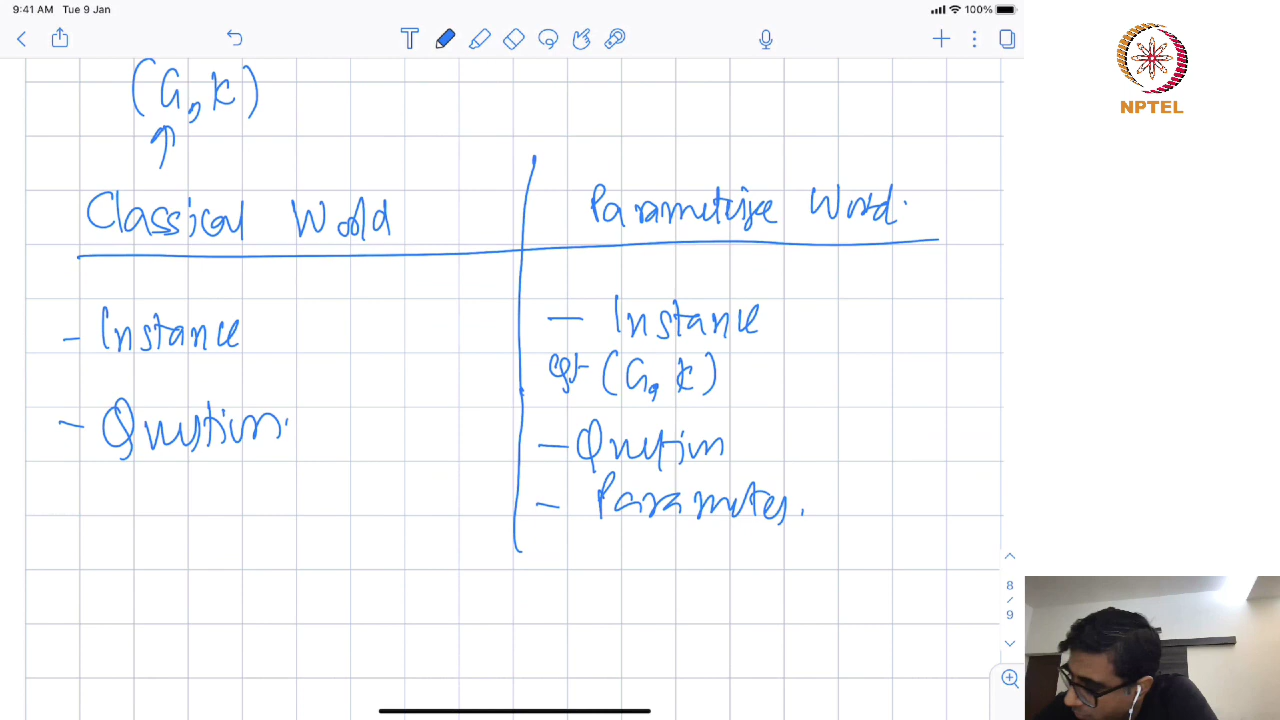 9:41 AM Tue 9 Jan 100%
NPTEL
(G, k)
Classical World
Parametrize World.
- Instance
- Question.
- Instance
(G, k)
- Question
- Parameter.
8
/
9